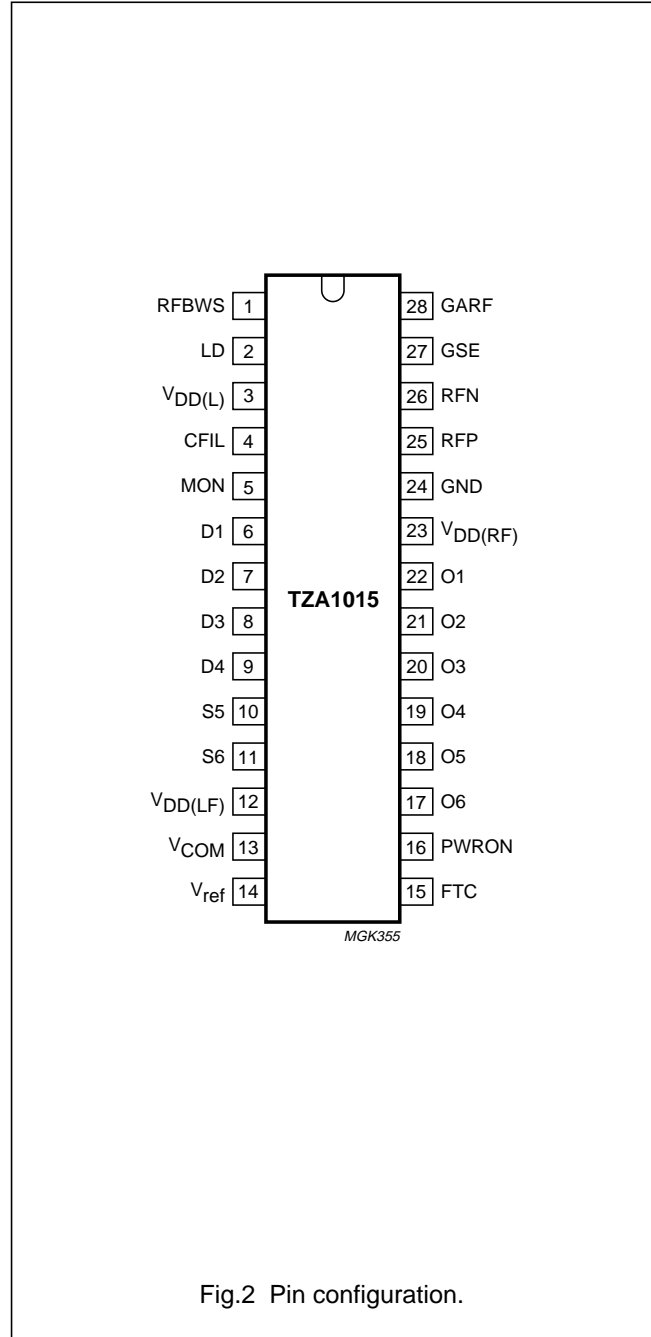 RFBWS 1 28 GARF
LD 2 27 GSE
VDD(L) 3 26 RFN
CFIL 4 25 RFP
MON 5 24 GND
D1 6 23 VDD(RF)
D2 7 22 O1
TZA1015
D3 8 21 O2
D4 9 20 O3
S5 10 19 O4
S6 11 18 O5
VDD(LF) 12 17 O6
VCOM 13 16 PWRON
Vref 14 15 FTC
MGK355
Fig.2 Pin configuration.